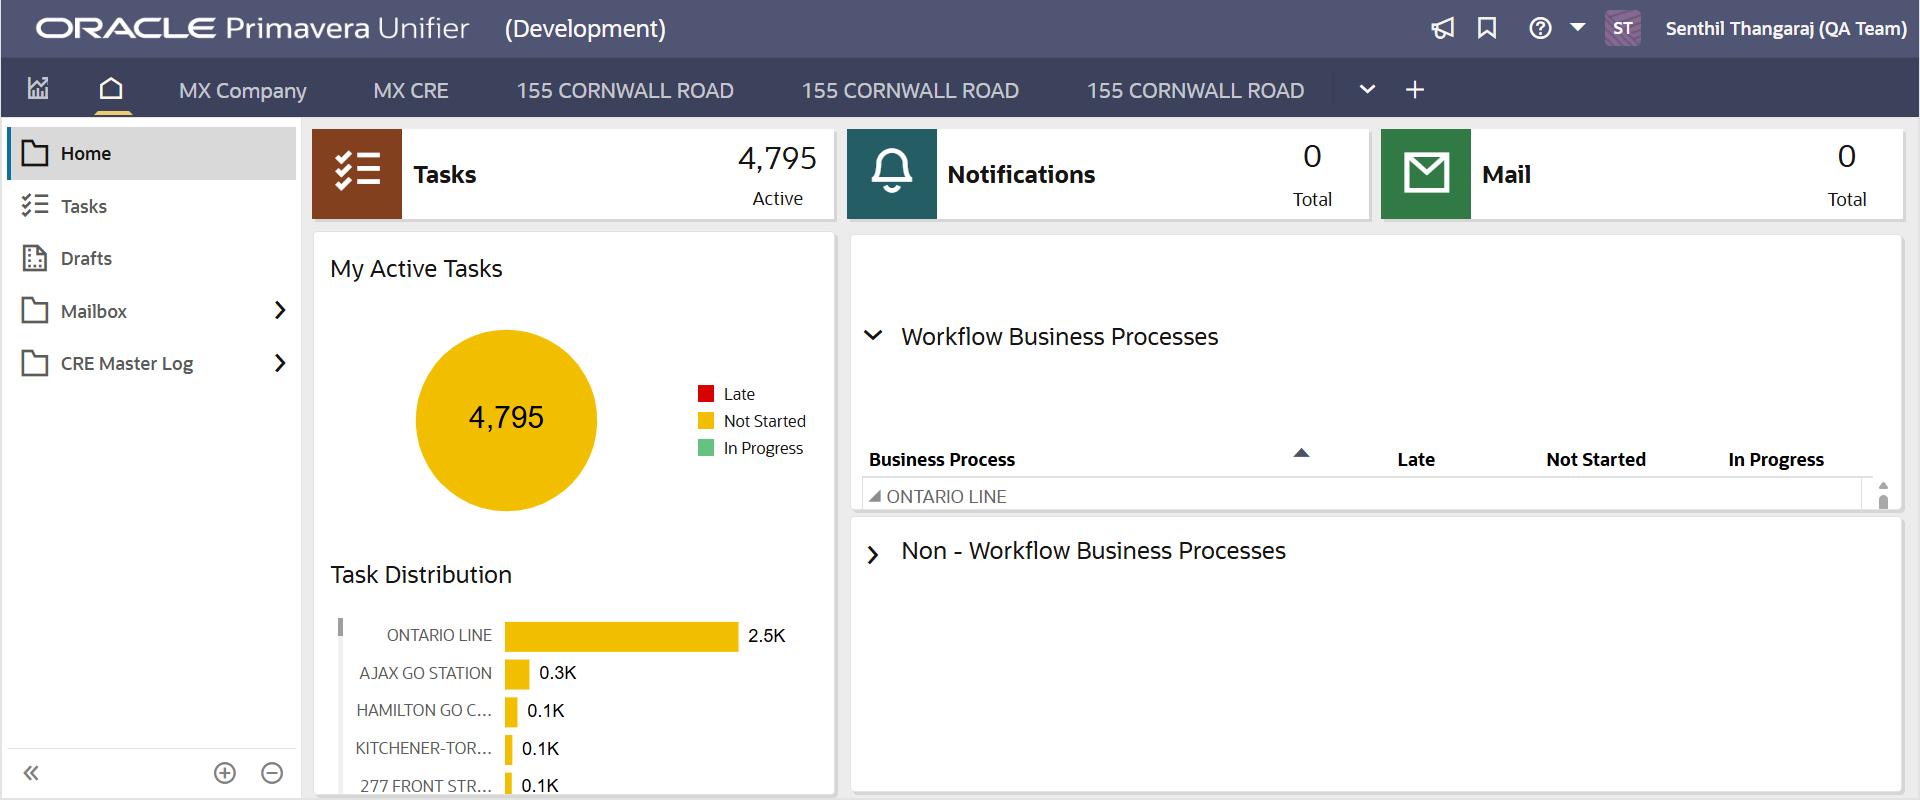 ORACLE Primavera Unifier (Development)
ST Senthil Thangaraj (QA Team)
MX Company MX CRE 155 CORNWALL ROAD 155 CORNWALL ROAD 155 CORNWALL ROAD
Home
Tasks
Drafts
Mailbox
CRE Master Log
Tasks 4,795 Active
Notifications 0 Total
Mail 0 Total
My Active Tasks
4,795
Late
Not Started
In Progress
Task Distribution
ONTARIO LINE 2.5K
AJAX GO STATION 0.3K
HAMILTON GO C... 0.1K
KITCHENER-TOR... 0.1K
277 FRONT STR... 0.1K
Workflow Business Processes
Business Process Late Not Started In Progress
ONTARIO LINE
Non - Workflow Business Processes